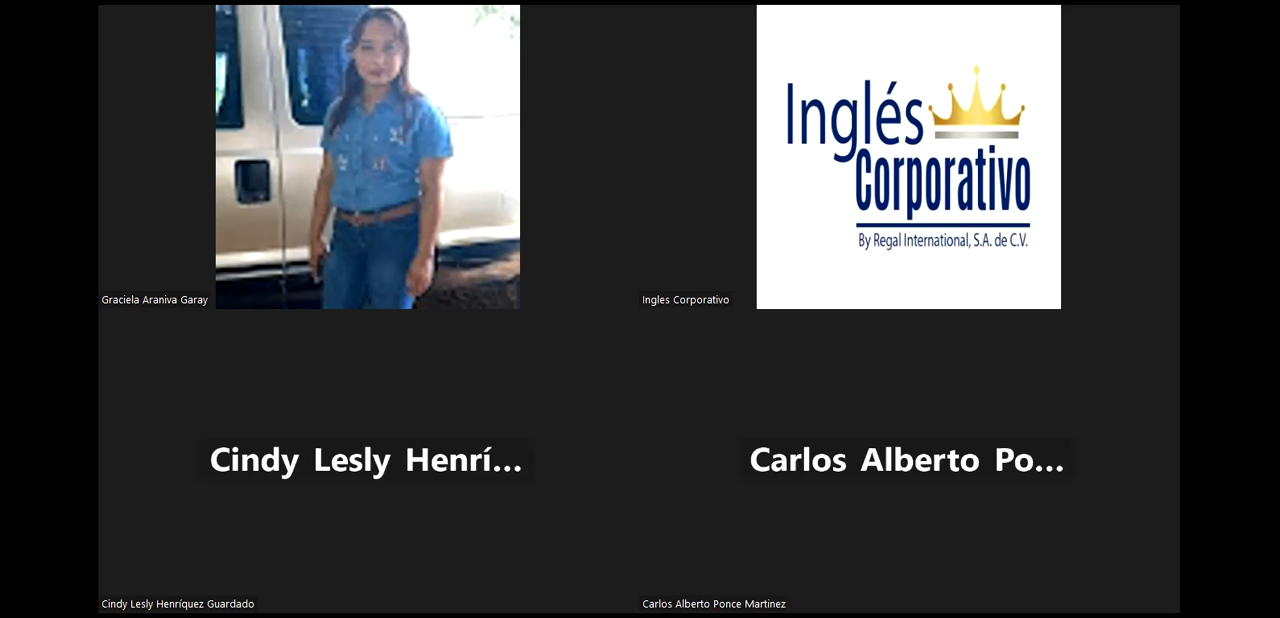 Inglés
Corporativo
By Regal International, S.A. de C.V.
Graciela Araniva Garay
Ingles Corporativo
Cindy Lesly Henrí...
Carlos Alberto Po...
Cindy Lesly Henríquez Guardado
Carlos Alberto Ponce Martinez